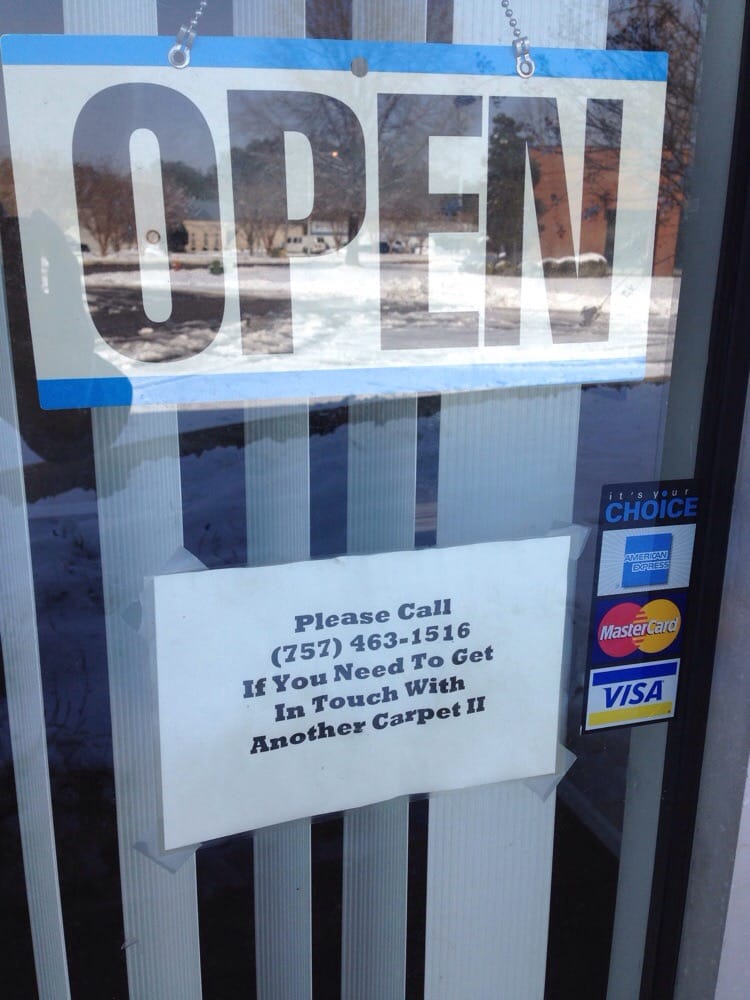 OPEN
Please Call
(757) 463-1516
If You Need To Get
In Touch With
Another Carpet II
it's your
CHOICE
AMERICAN
EXPRESS
MasterCard
VISA